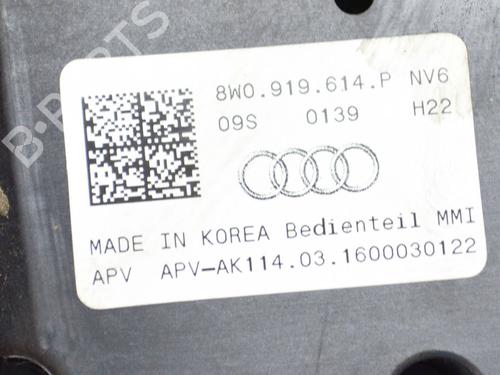 8W0.919.614.P NV6
09S 0139 H22
MADE IN KOREA Bedienteil MMI
APV APV-AK114.03.1600030122
B-PARTS